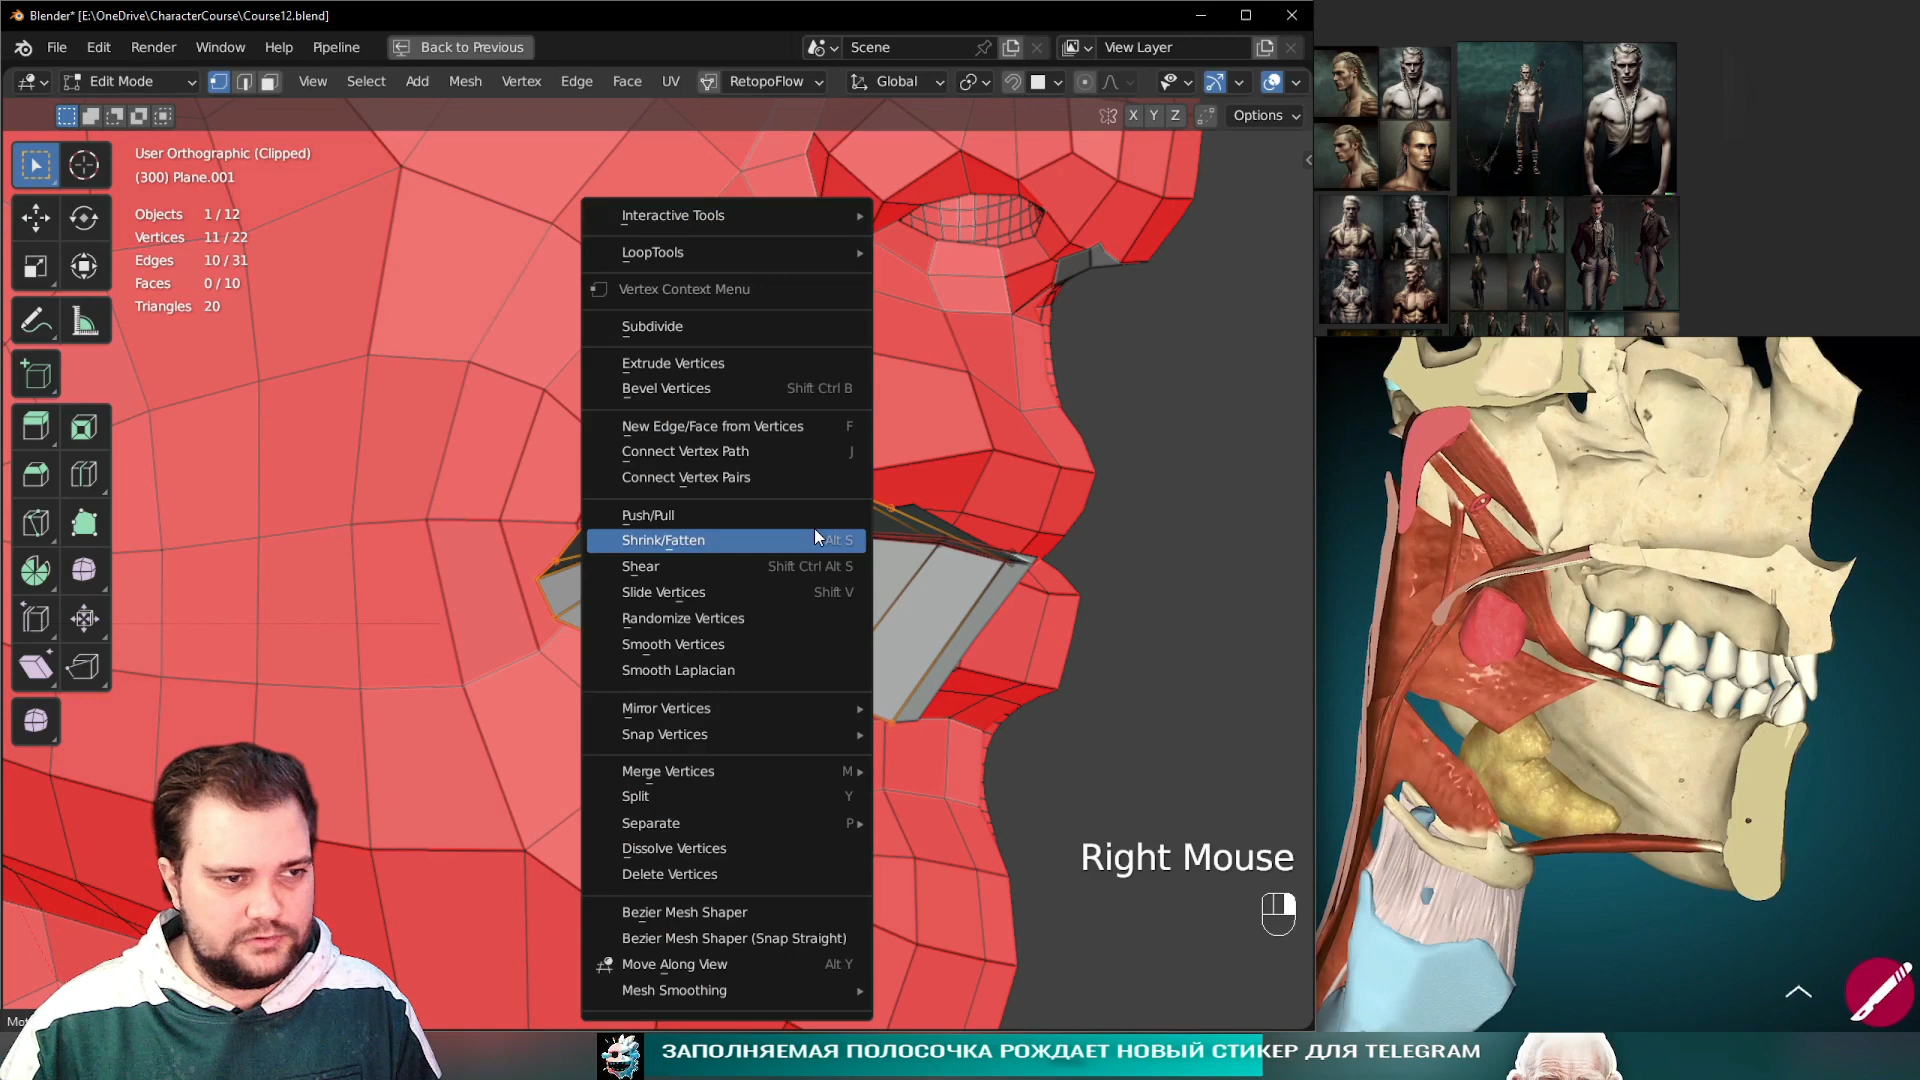 Blender* [E:\OneDrive\CharacterCourse\Course12.blend]
File Edit Render Window Help Pipeline Back to Previous Scene View Layer
Edit Mode View Select Add Mesh Vertex Edge Face UV RetopoFlow Global
X Y Z Options
User Orthographic (Clipped)
(300) Plane.001
Objects 1 / 12
Vertices 11 / 22
Edges 10 / 31
Faces 0 / 10
Triangles 20
Interactive Tools
LoopTools
Vertex Context Menu
Subdivide
Extrude Vertices
Bevel Vertices Shift Ctrl B
New Edge/Face from Vertices F
Connect Vertex Path J
Connect Vertex Pairs
Push/Pull
Shrink/Fatten Alt S
Shear Shift Ctrl Alt S
Slide Vertices Shift V
Randomize Vertices
Smooth Vertices
Smooth Laplacian
Mirror Vertices
Snap Vertices
Merge Vertices M
Split Y
Separate P
Dissolve Vertices
Delete Vertices
Bezier Mesh Shaper
Bezier Mesh Shaper (Snap Straight)
Move Along View Alt Y
Mesh Smoothing
Right Mouse
ЗАПОЛНЯЕМАЯ ПОЛОСОЧКА РОЖДАЕТ НОВЫЙ СТИКЕР ДЛЯ TELEGRAM